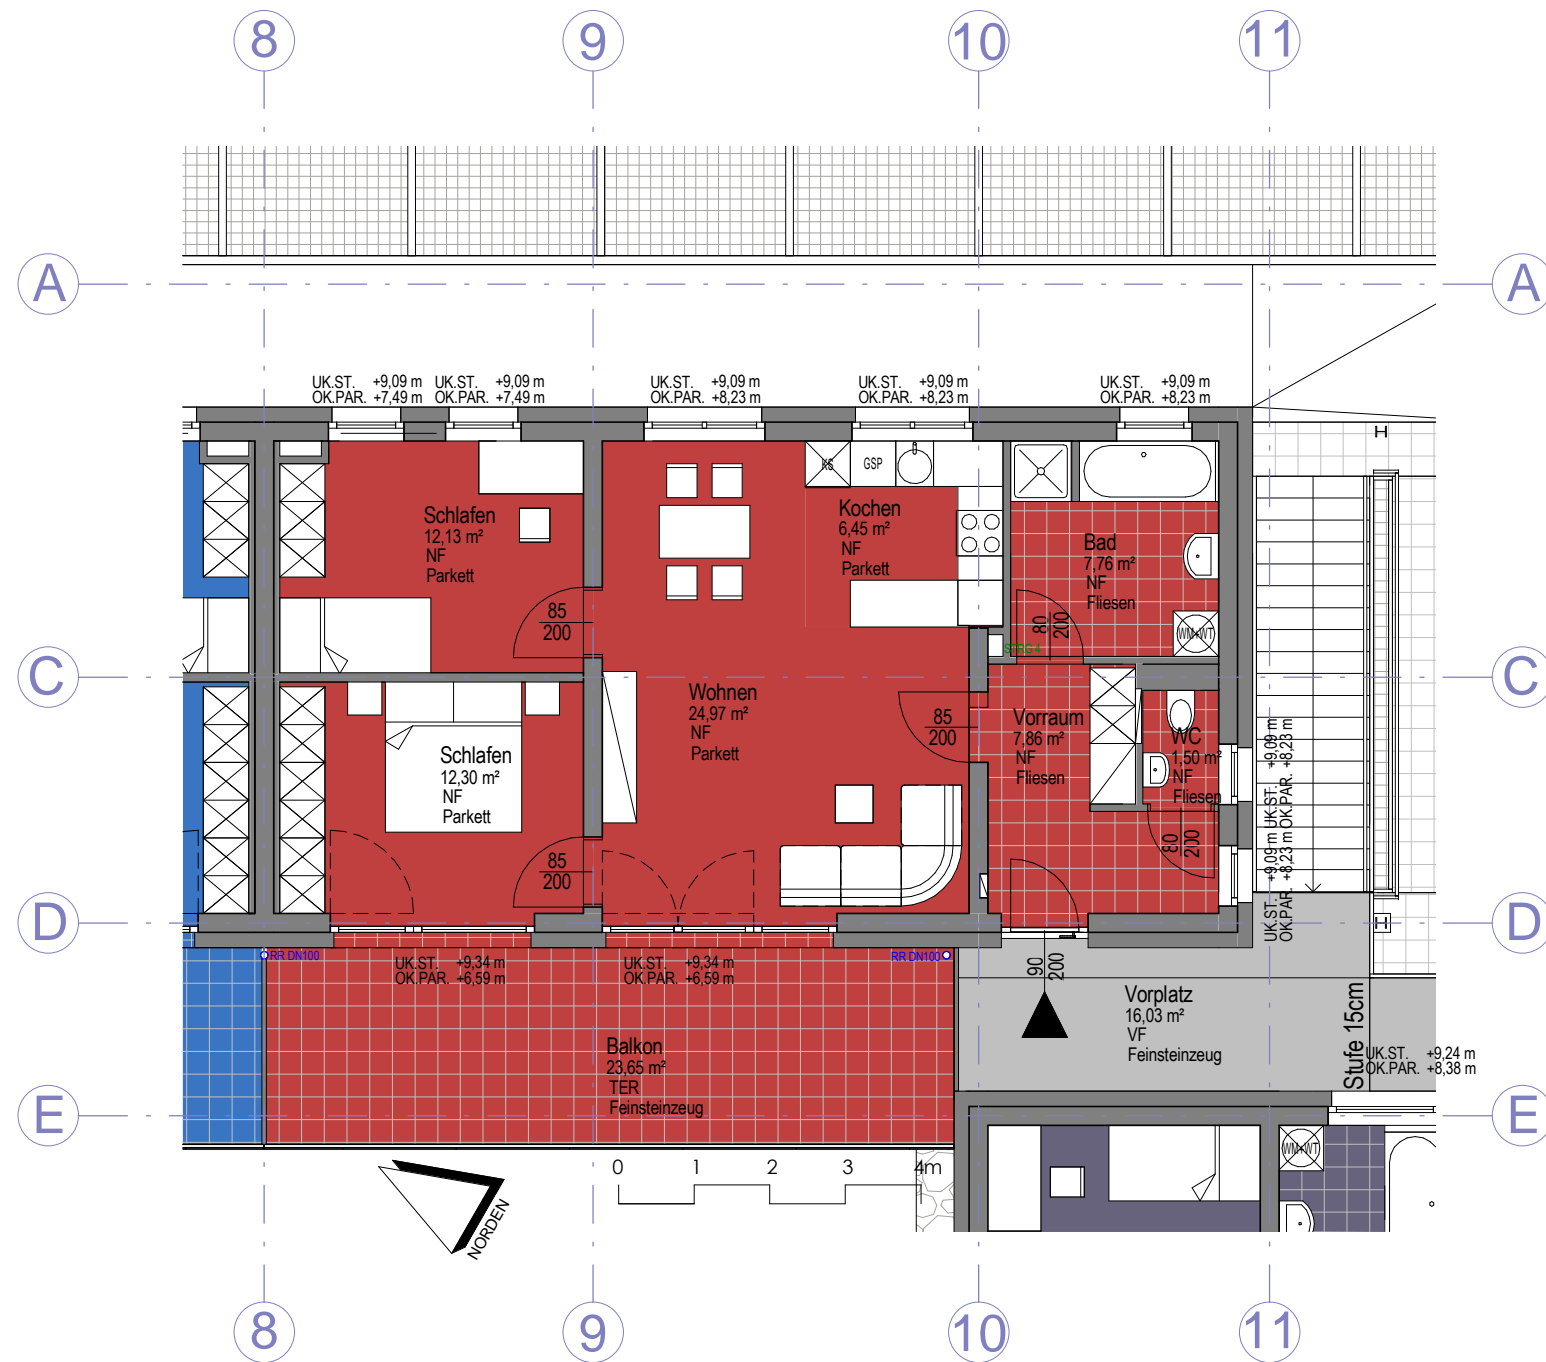 8 9 10 11
A A
UK.ST. +9,09 m UK.ST. +9,09 m UK.ST. +9,09 m UK.ST. +9,09 m UK.ST. +9,09 m
OK.PAR. +7,49 m OK.PAR. +7,49 m OK.PAR. +8,23 m OK.PAR. +8,23 m OK.PAR. +8,23 m
H
KS GSP
Schlafen
12,13 m²
NF
Parkett
Kochen
6,45 m²
NF
Parkett
Bad
7,76 m²
NF
Fliesen
85
200
80
200
WM+WT
STRG 4
C C
Wohnen
24,97 m²
NF
Parkett
85
200
Vorraum
7,86 m²
NF
Fliesen
WC
1,50 m²
NF
Fliesen
Schlafen
12,30 m²
NF
Parkett
85
200
80
200
UK.ST. +9,09 m UK.ST. +9,09 m
OK.PAR. +8,23 m OK.PAR. +8,23 m
D D
H
RR DN100 RR DN100
UK.ST. +9,34 m UK.ST. +9,34 m
OK.PAR. +6,59 m OK.PAR. +6,59 m
90
200
Vorplatz
16,03 m²
VF
Feinsteinzeug
Stufe 15cm
UK.ST. +9,24 m
OK.PAR. +8,38 m
Balkon
23,65 m²
TER
Feinsteinzeug
E E
WM+WT
0 1 2 3 4m
NORDEN
8 9 10 11